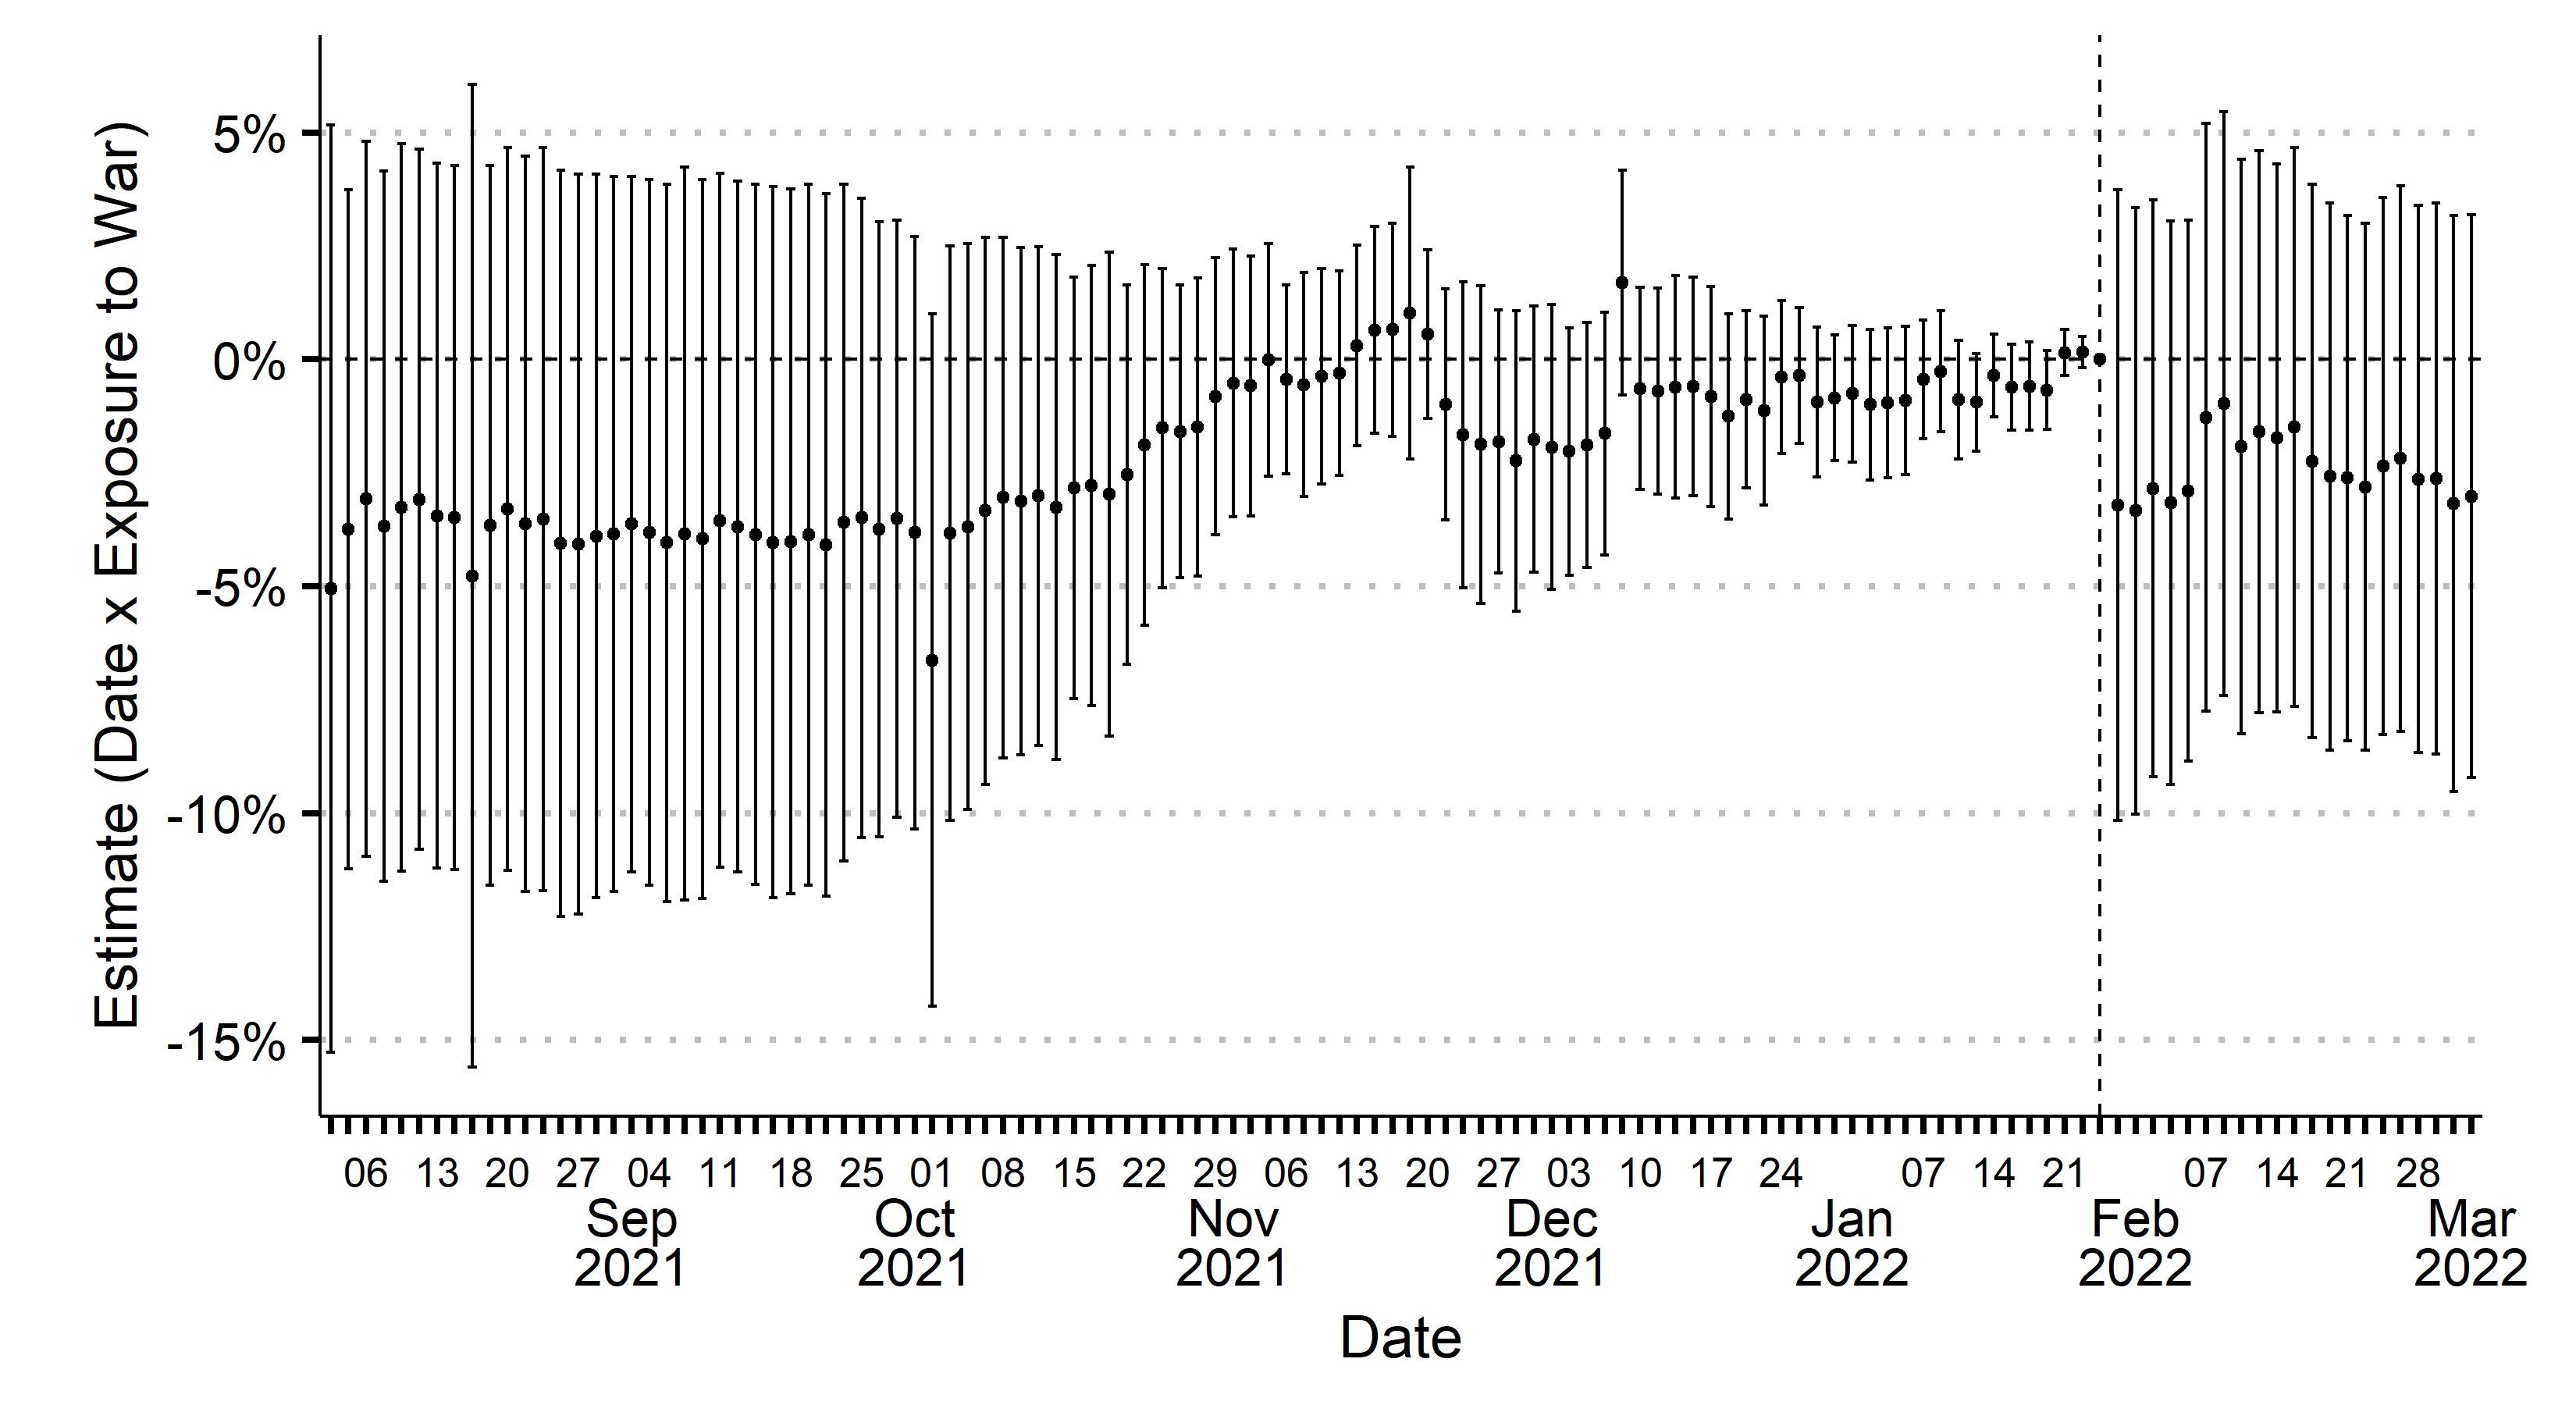 Estimate (Date x Exposure to War)
5%
0%
-5%
-10%
-15%
06 13 20 27 04 11 18 25 01 08 15 22 29 06 13 20 27 03 10 17 24 07 14 21 07 14 21 28
Sep Oct Nov Dec Jan Feb Mar
2021 2021 2021 2021 2022 2022 2022
Date